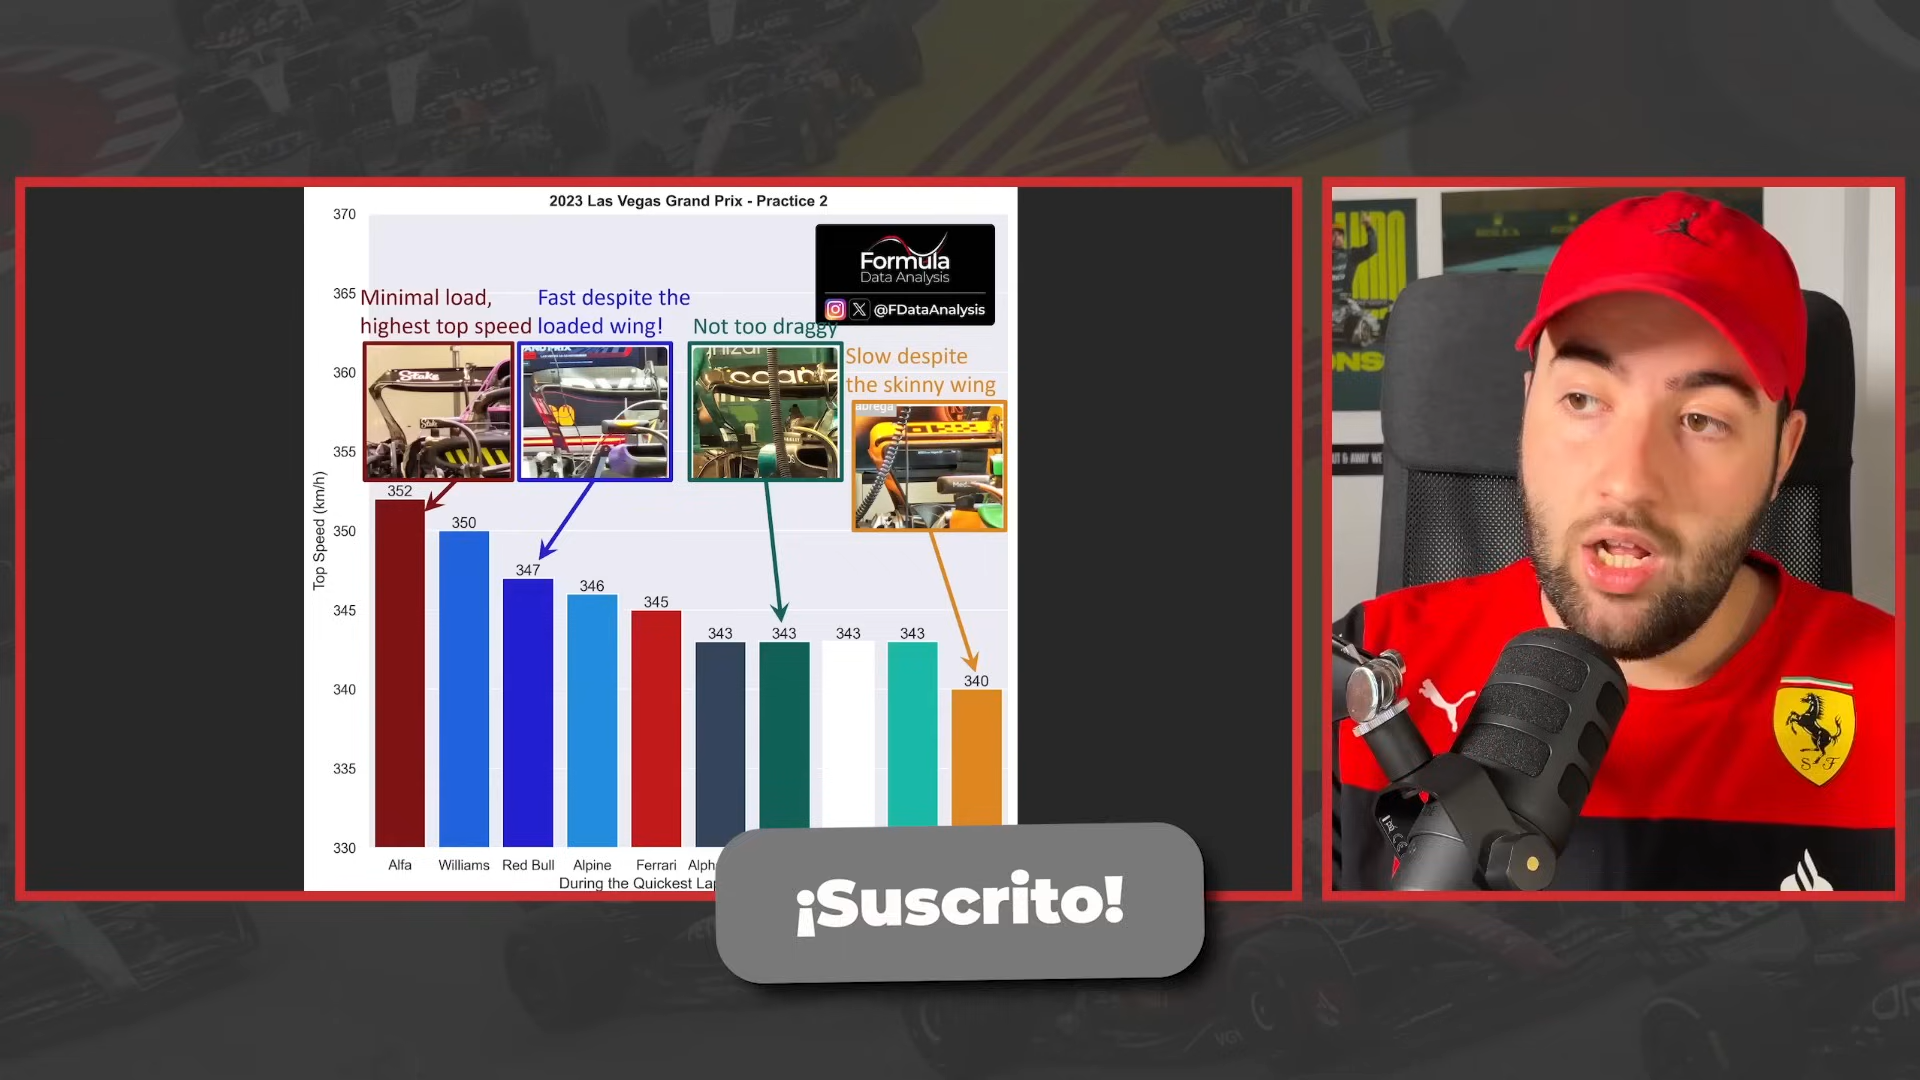 2023 Las Vegas Grand Prix - Practice 2
Formula
Data Analysis
@FDataAnalysis
Minimal load,
highest top speed
Fast despite the
loaded wing!
Not too draggy
Slow despite
the skinny wing
Top Speed (km/h)
370
365
360
355
350
345
340
335
330
352
350
347
346
345
343
343
343
343
340
Alfa
Williams
Red Bull
Alpine
Ferrari
Alph
During the Quickest Lap
¡Suscrito!
Stake
S F